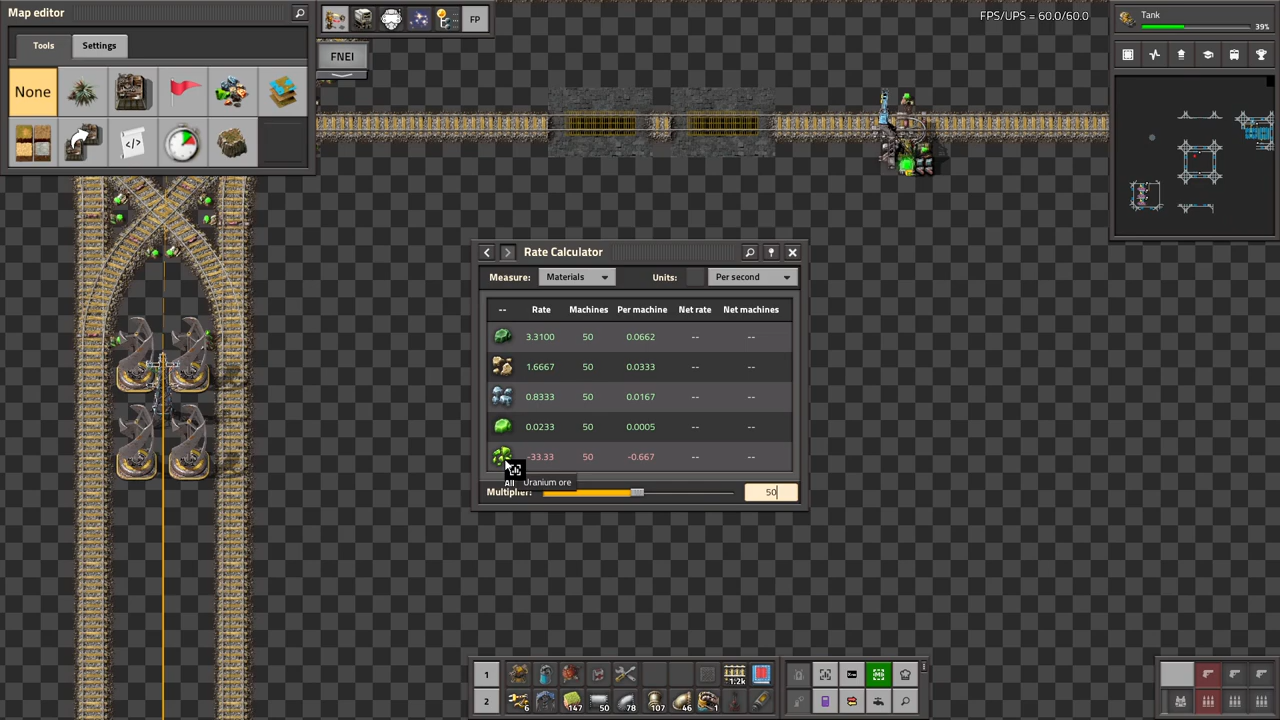 Map editor
FP
FPS/UPS = 60.0/60.0
Tank
39%
Tools
Settings
FNEI
None
Rate Calculator
Measure:
Materials
Units:
Per second
-- Rate Machines Per machine Net rate Net machines
3.3100 50 0.0662 -- --
1.6667 50 0.0333 -- --
0.8333 50 0.0167 -- --
0.0233 50 0.0005 -- --
-33.33 50 -0.667 -- --
All
Uranium ore
Multiplier:
50
1
1.2k
2
6
147
50
78
107
46
1